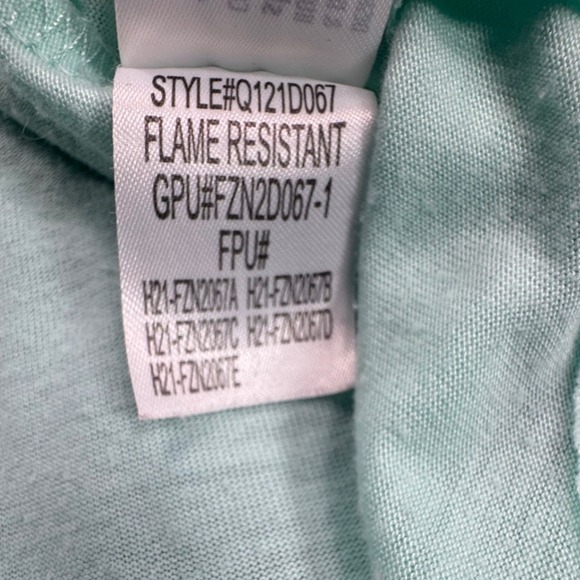 STYLE#Q121D067
FLAME RESISTANT
GPU#FZN2D067-1
FPU#
H21-FZN2067A H21-FZN2067B
H21-FZN2067C H21-FZN2067D
H21-FZN2067E